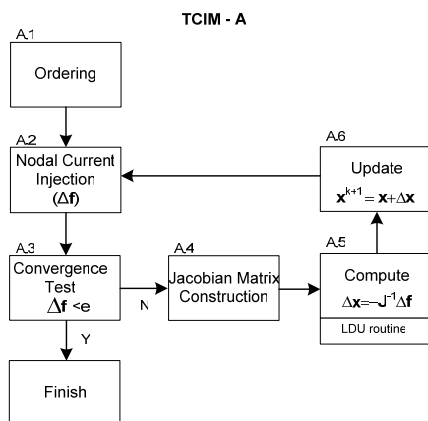 TCIM - A
A.1
Ordering
A.2
Nodal Current
Injection
(Δf)
A.3
Convergence
Test
Δf <e
N
Y
Finish
A.4
Jacobian Matrix
Construction
A.5
Compute
Δx=-J⁻¹Δf
LDU routine
A.6
Update
xᵏ⁺¹ = x+Δx